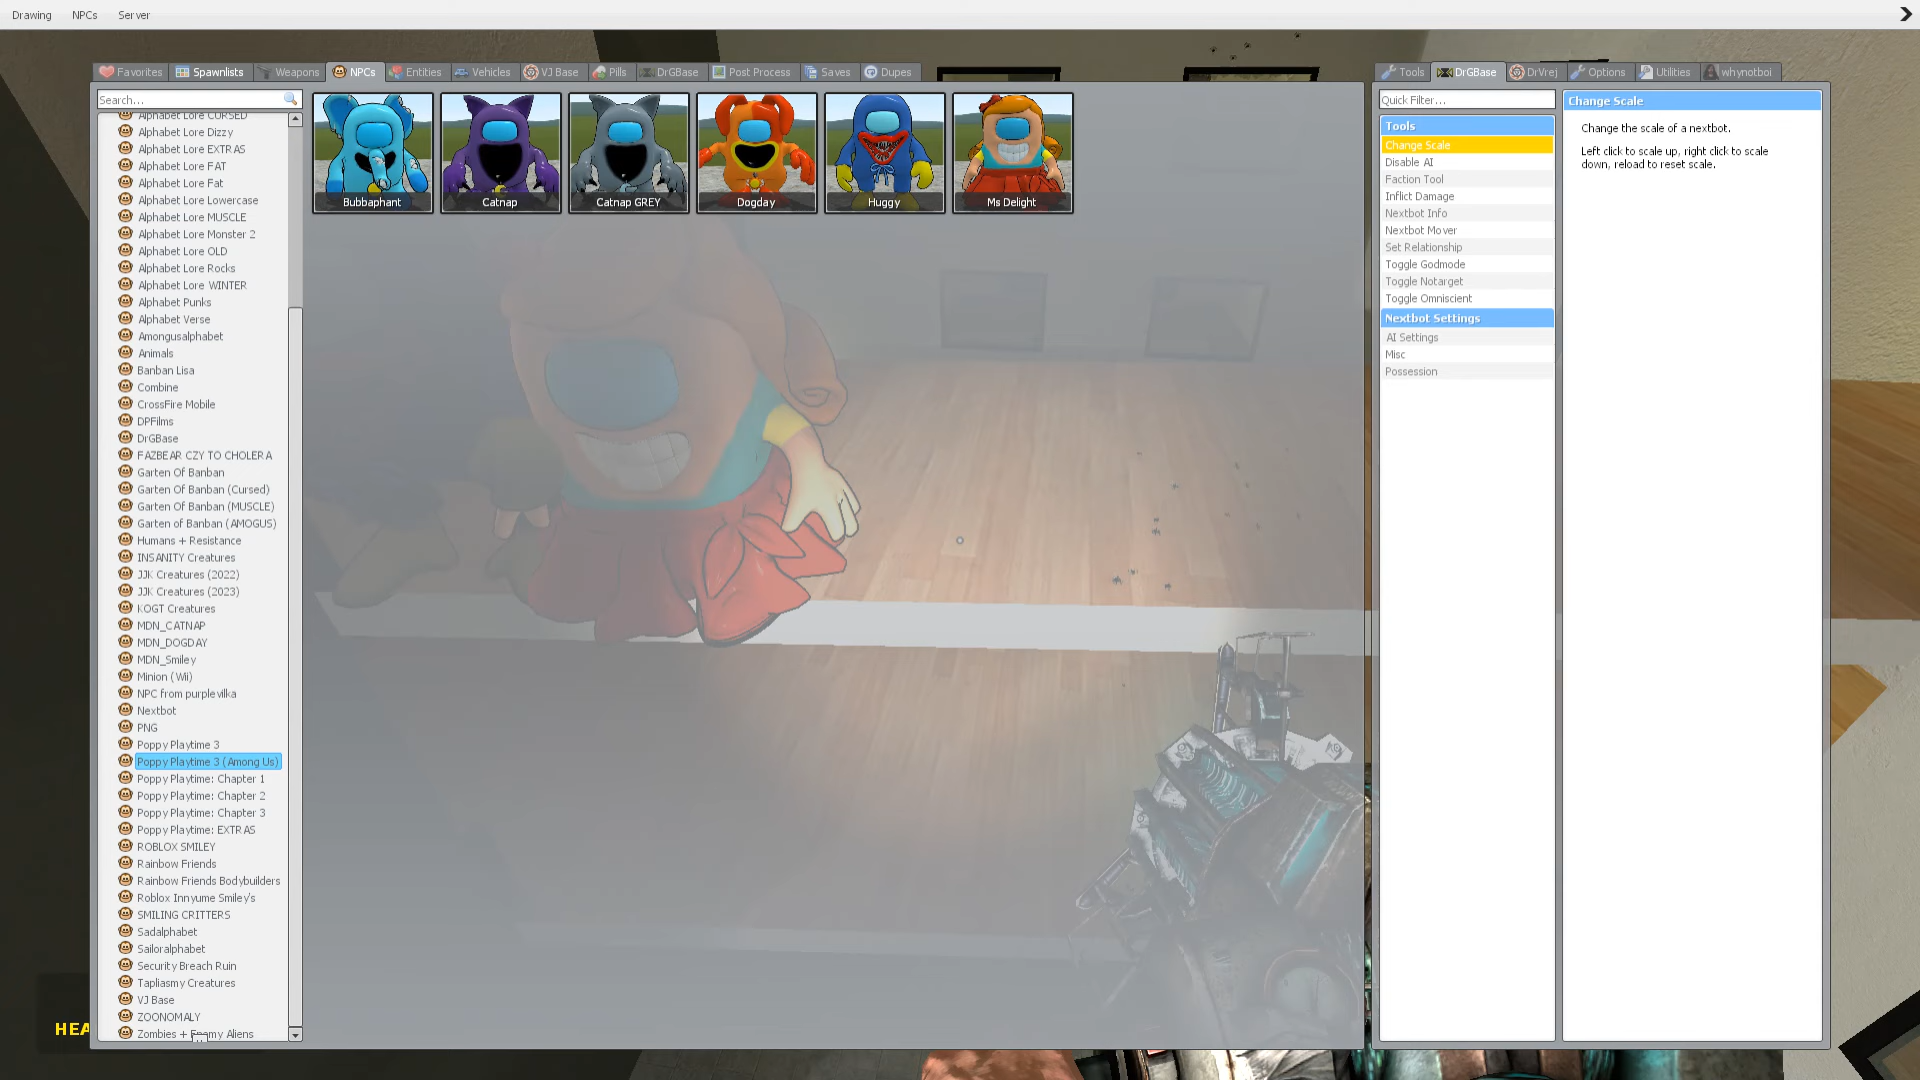 Drawing NPCs Server
Favorites Spawnlists Weapons NPCs Entities Vehicles VJ Base Pills DrGBase Post Process Saves Dupes
Search...
Alphabet Lore CURSED
Alphabet Lore Dizzy
Alphabet Lore EXTRAS
Alphabet Lore FAT
Alphabet Lore Fat
Alphabet Lore Lowercase
Alphabet Lore MUSCLE
Alphabet Lore Monster 2
Alphabet Lore OLD
Alphabet Lore Rocks
Alphabet Lore WINTER
Alphabet Punks
Alphabet Verse
Amongusalphabet
Animals
Banban Lisa
Combine
CrossFire Mobile
DPFilms
DrGBase
FAZBEAR CZY TO CHOLERA
Garten Of Banban
Garten Of Banban (Cursed)
Garten Of Banban (MUSCLE)
Garten of Banban (AMOGUS)
Humans + Resistance
INSANITY Creatures
JJK Creatures (2022)
JJK Creatures (2023)
KOGT Creatures
MDN_CATNAP
MDN_DOGDAY
MDN_Smiley
Minion (Wii)
NPC from purplevilka
Nextbot
PNG
Poppy Playtime 3
Poppy Playtime 3 (Among Us)
Poppy Playtime: Chapter 1
Poppy Playtime: Chapter 2
Poppy Playtime: Chapter 3
Poppy Playtime: EXTRAS
ROBLOX SMILEY
Rainbow Friends
Rainbow Friends Bodybuilders
Roblox Innyume Smiley's
SMILING CRITTERS
Sadalphabet
Sailoralphabet
Security Breach Ruin
Tapliasmy Creatures
VJ Base
ZOONOMALY
Zombies + Enemy Aliens
Bubbaphant
Catnap
Catnap GREY
Dogday
Huggy
Ms Delight
Tools DrGBase DrVrej Options Utilities whynotboi
Quick Filter...
Tools
Change Scale
Disable AI
Faction Tool
Inflict Damage
Nextbot Info
Nextbot Mover
Set Relationship
Toggle Godmode
Toggle Notarget
Toggle Omniscient
Nextbot Settings
AI Settings
Misc
Possession
Change Scale
Change the scale of a nextbot.
Left click to scale up, right click to scale
down, reload to reset scale.
HEA